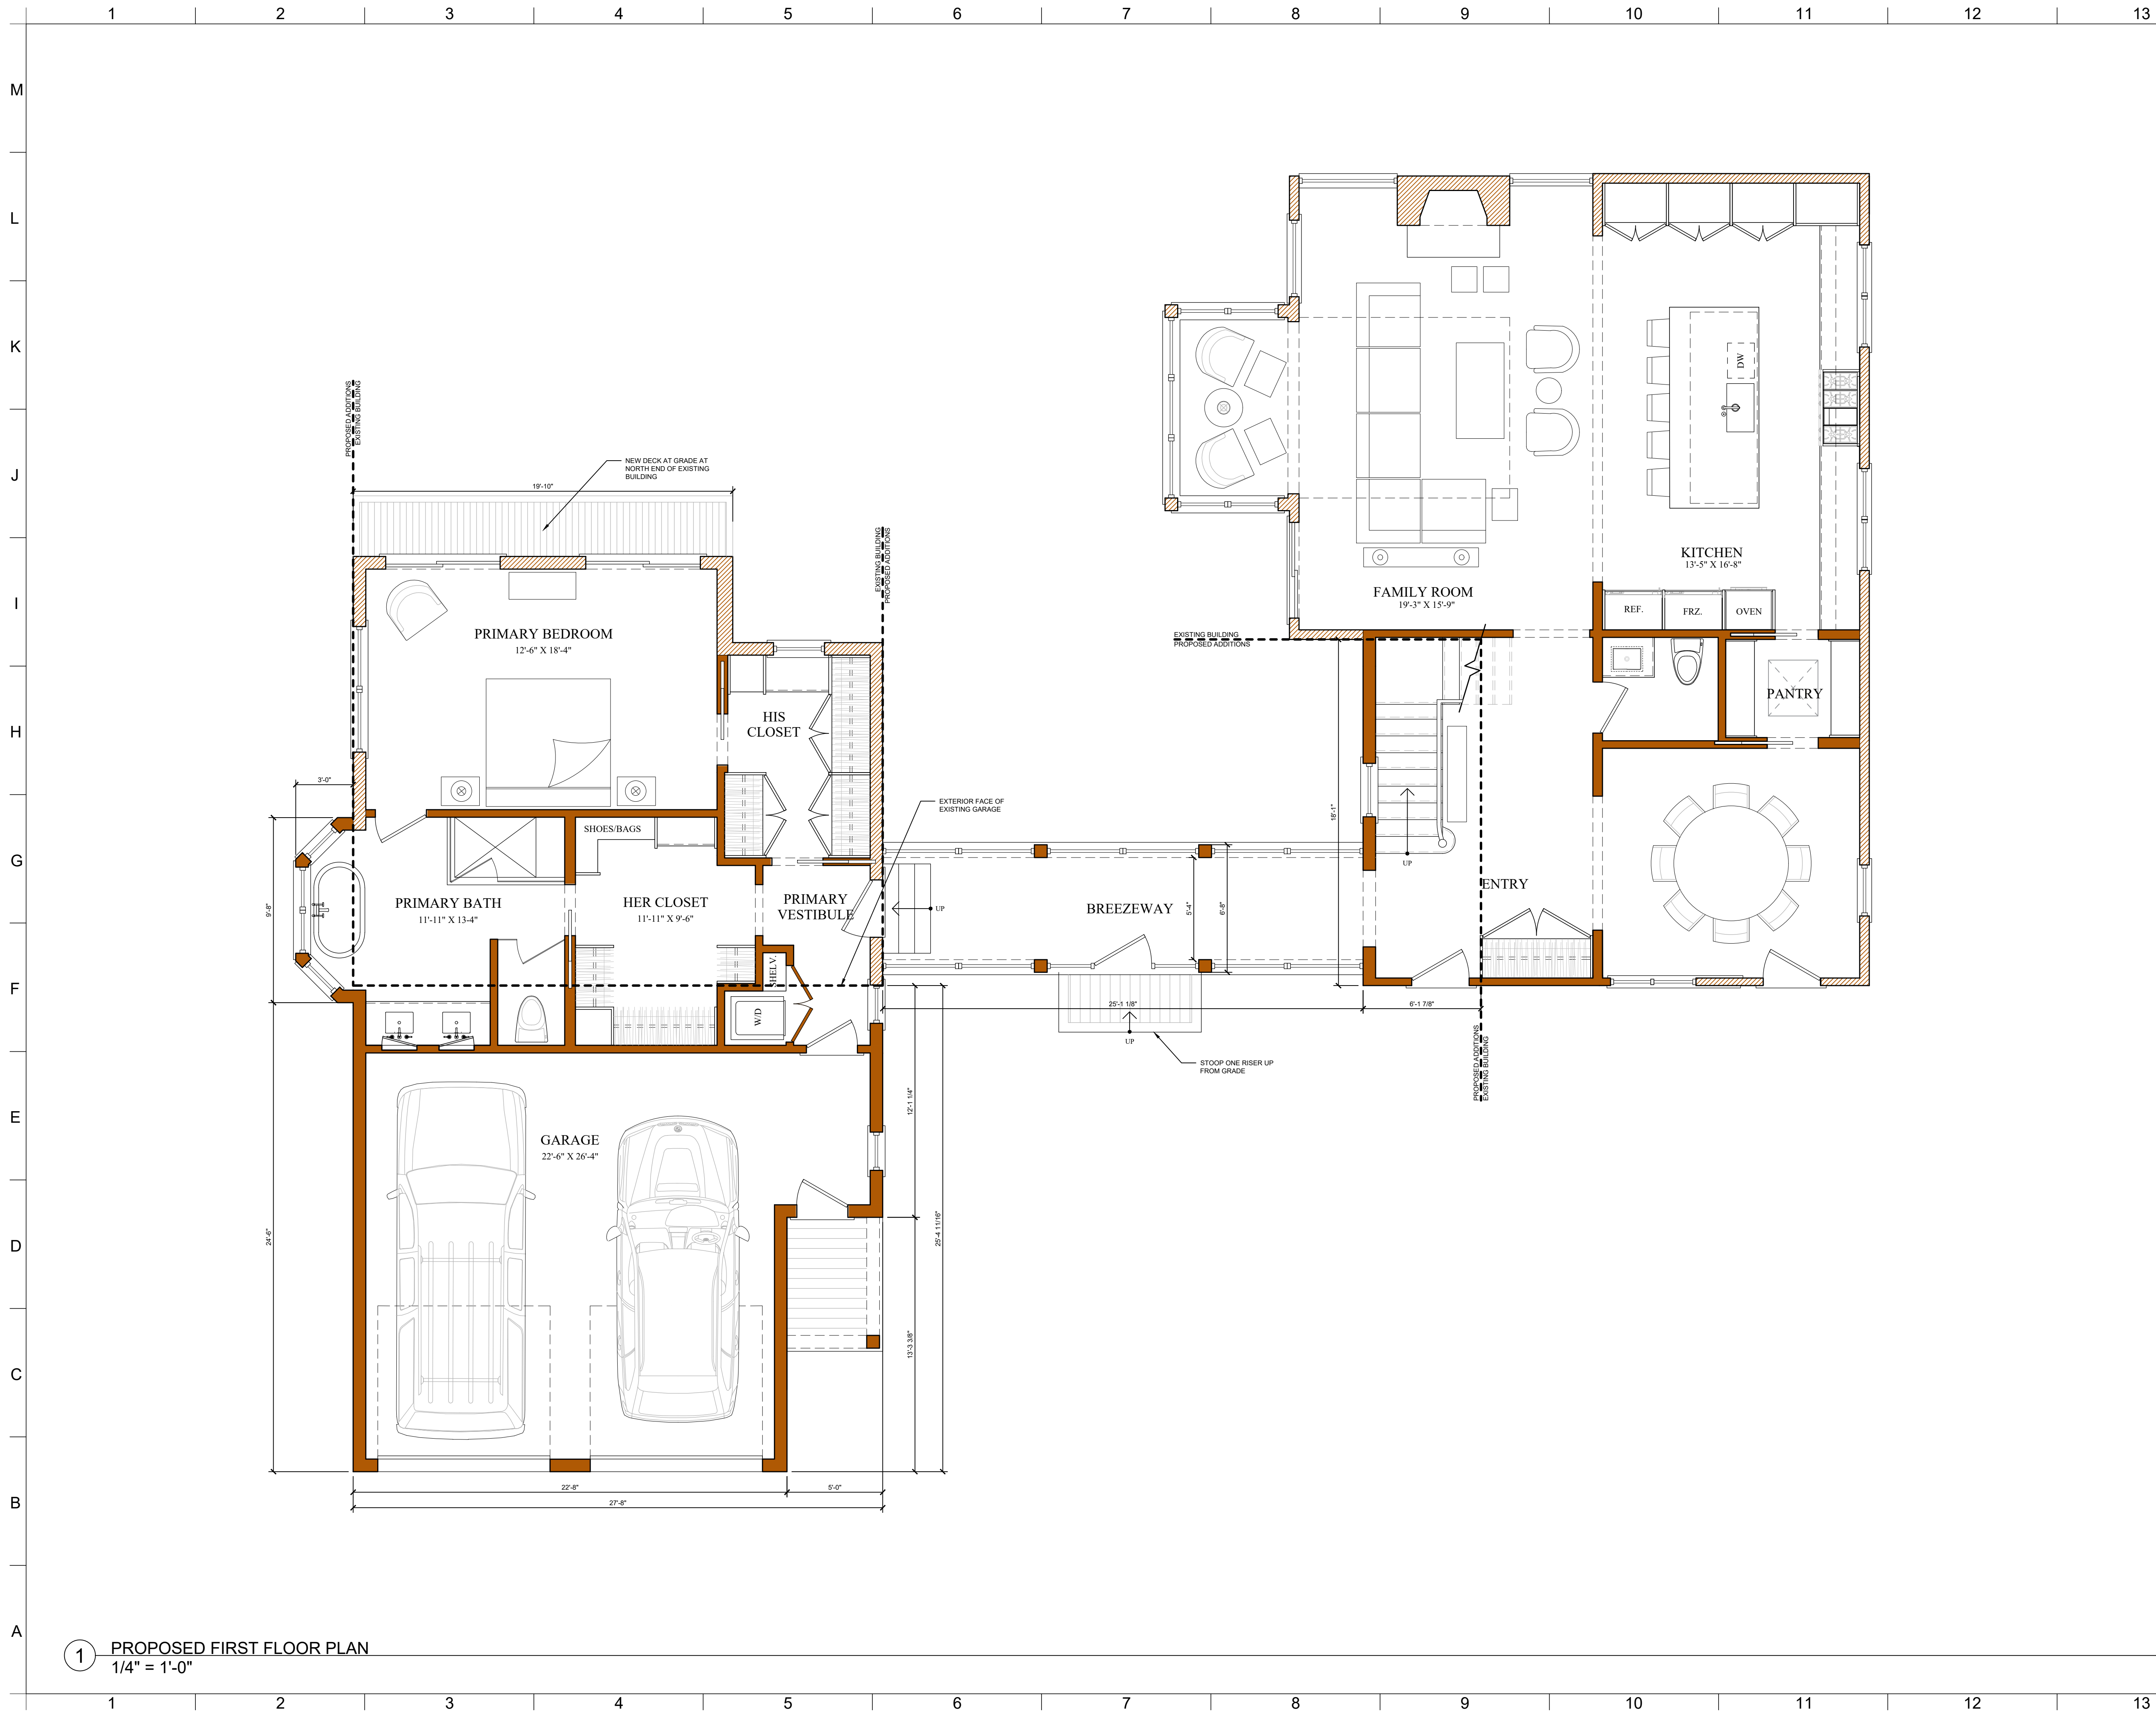 1 2 3 4 5 6 7 8 9 10 11 12 13
M
L
K
J
I
H
G
F
E
D
C
B
A
DW
KITCHEN
13'-5" X 16'-8"
FAMILY ROOM
19'-3" X 15'-9"
REF.
FRZ.
OVEN
EXISTING BUILDING
PROPOSED ADDITIONS
PANTRY
18'-1"
UP
ENTRY
PROPOSED ADDITIONS
EXISTING BUILDING
NEW DECK AT GRADE AT
NORTH END OF EXISTING
BUILDING
19'-10"
EXISTING BUILDING
PROPOSED ADDITIONS
PRIMARY BEDROOM
12'-6" X 18'-4"
HIS
CLOSET
3'-0"
EXTERIOR FACE OF
EXISTING GARAGE
SHOES/BAGS
9'-8"
PRIMARY BATH
11'-11" X 13-4"
HER CLOSET
11'-11" X 9'-6"
PRIMARY
VESTIBULE
UP
BREEZEWAY
5'-4"
6'-8"
SHELV.
W/D
25'-1 1/8"
6'-1 7/8"
UP
STOOP ONE RISER UP
FROM GRADE
PROPOSED ADDITIONS
EXISTING BUILDING
12'-1 1/4"
GARAGE
22'-6" X 26'-4"
24'-6"
25'-4 11/16"
13'-3 3/8"
22'-8"
5'-0"
27'-8"
1
PROPOSED FIRST FLOOR PLAN
1/4" = 1'-0"
1 2 3 4 5 6 7 8 9 10 11 12 13